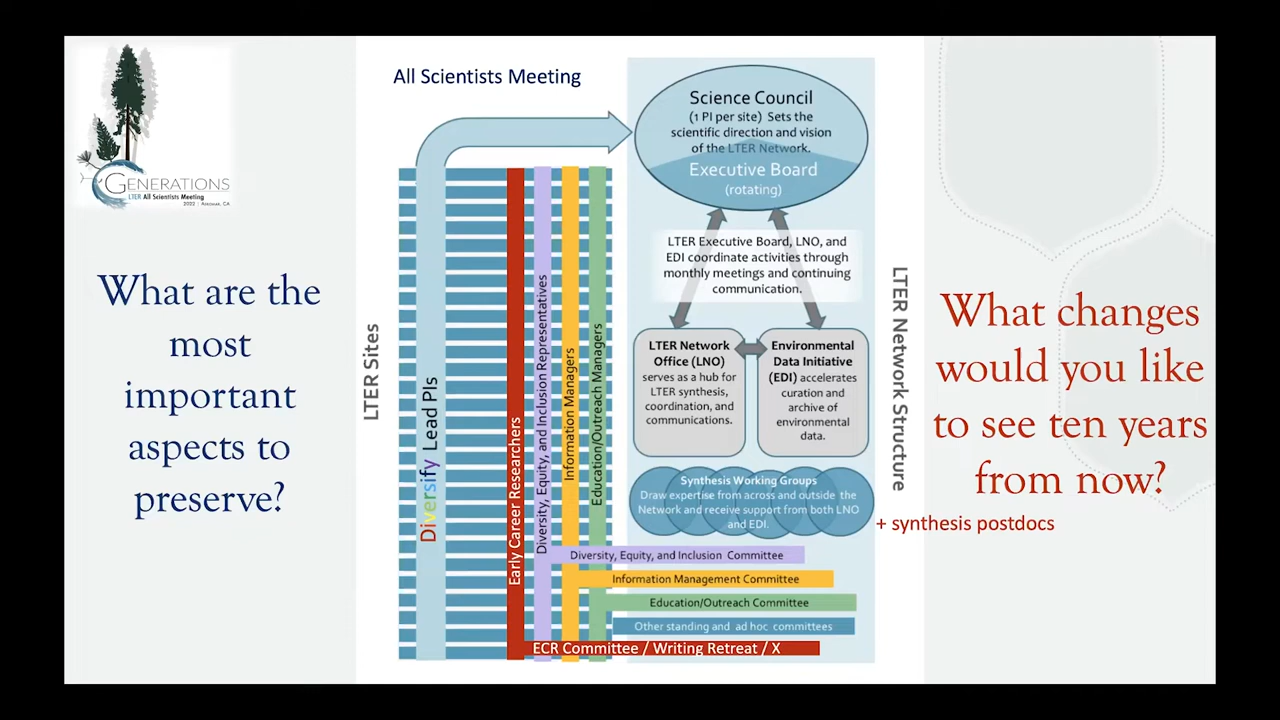 GENERATIONS
LTER All Scientists Meeting
2022 | ASILOMAR, CA
What are the
most
important
aspects to
preserve?
All Scientists Meeting
LTER Sites
Diversify Lead PIs
Early Career Researchers
Diversity, Equity, and Inclusion Representatives
Information Managers
Education/Outreach Managers
Science Council
(1 PI per site) Sets the
scientific direction and vision
of the LTER Network.
Executive Board
(rotating)
LTER Executive Board, LNO, and
EDI coordinate activities through
monthly meetings and continuing
communication.
LTER Network
Office (LNO)
serves as a hub for
LTER synthesis,
coordination, and
communications.
Environmental
Data Initiative
(EDI) accelerates
curation and
archive of
environmental
data.
Synthesis Working Groups
Draw expertise from across and outside the
Network and receive support from both LNO
and EDI.
+ synthesis postdocs
Diversity, Equity, and Inclusion Committee
Information Management Committee
Education/Outreach Committee
Other standing and ad hoc committees
ECR Committee / Writing Retreat / X
LTER Network Structure
What changes
would you like
to see ten years
from now?